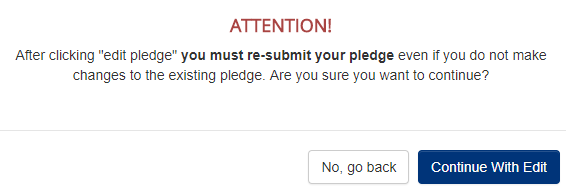 ATTENTION!
After clicking "edit pledge" you must re-submit your pledge even if you do not make
changes to the existing pledge. Are you sure you want to continue?
No, go back
Continue With Edit